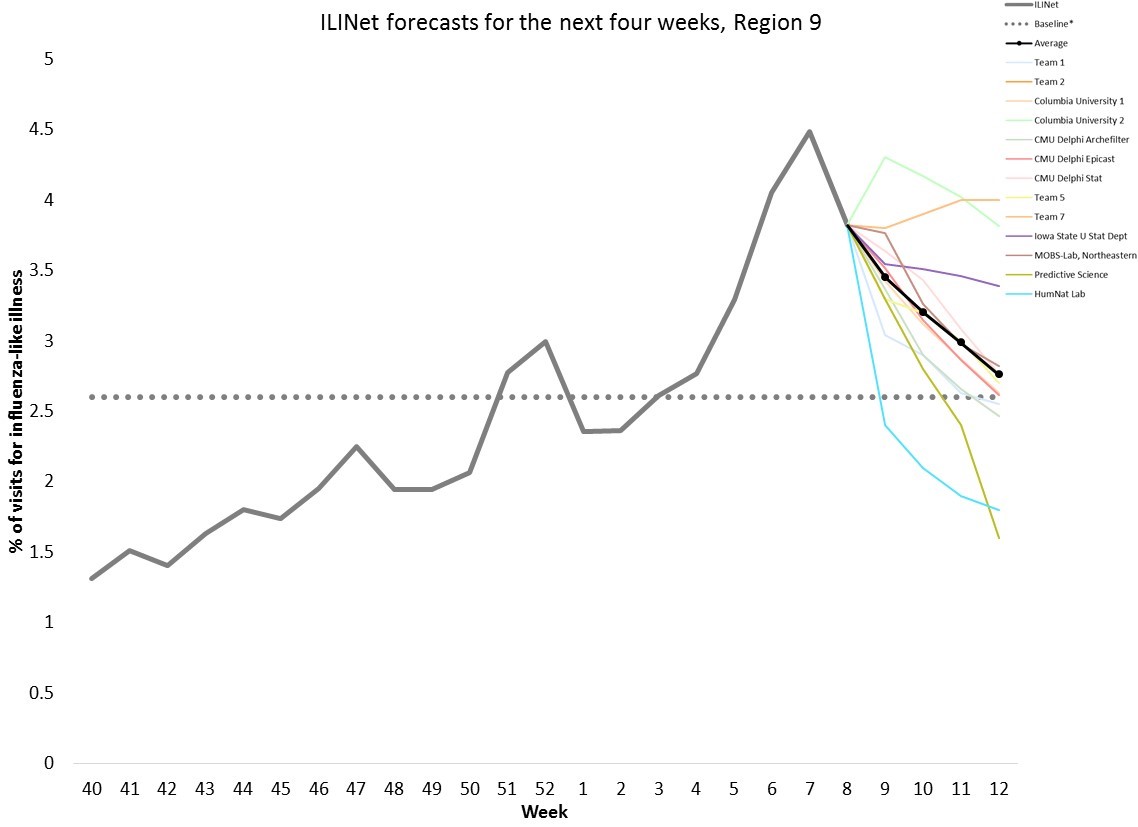 ILINet forecasts for the next four weeks, Region 9
ILINet
Baseline*
Average
Team 1
Team 2
Columbia University 1
Columbia University 2
CMU Delphi Archefilter
CMU Delphi Epicast
CMU Delphi Stat
Team 5
Team 7
Iowa State U Stat Dept
MOBS-Lab, Northeastern
Predictive Science
HumNat Lab
% of visits for influenza-like illness
5
4.5
4
3.5
3
2.5
2
1.5
1
0.5
0
40 41 42 43 44 45 46 47 48 49 50 51 52 1 2 3 4 5 6 7 8 9 10 11 12
Week